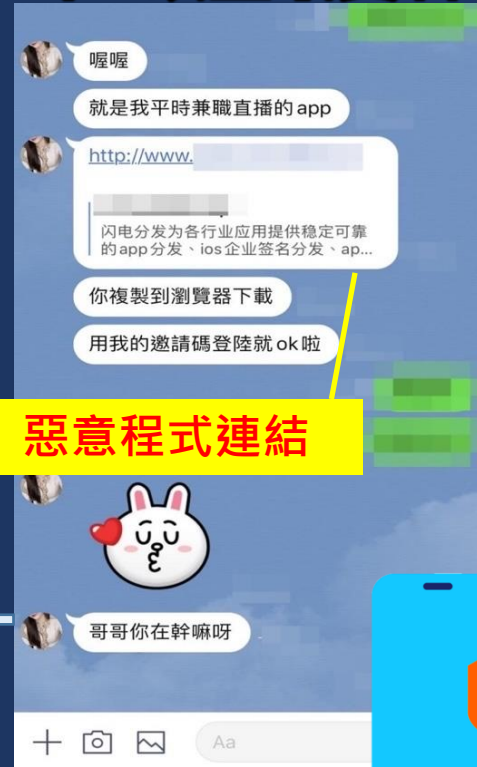 喔喔
就是我平時兼職直播的app
http://www.
闪电分发为各行业应用提供稳定可靠
的app分发、ios企业签名分发、ap...
你複製到瀏覽器下載
用我的邀請碼登陸就ok啦
惡意程式連結
哥哥你在幹嘛呀
Aa